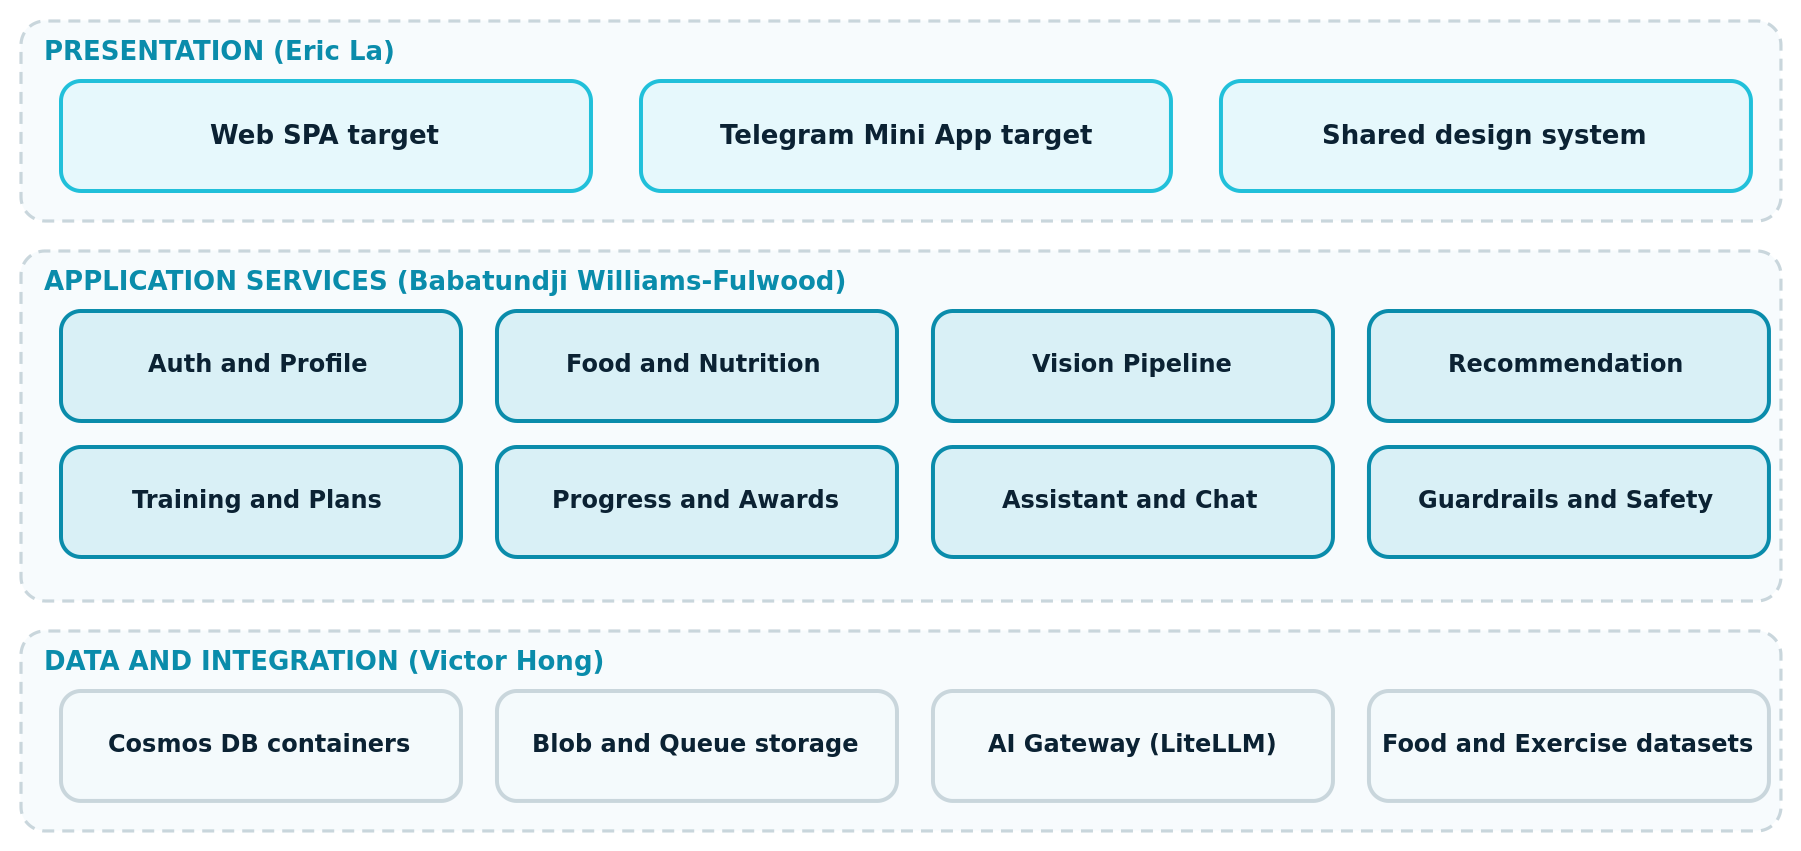 PRESENTATION (Eric La)
Web SPA target
Telegram Mini App target
Shared design system
APPLICATION SERVICES (Babatundji Williams-Fulwood)
Auth and Profile
Food and Nutrition
Vision Pipeline
Recommendation
Training and Plans
Progress and Awards
Assistant and Chat
Guardrails and Safety
DATA AND INTEGRATION (Victor Hong)
Cosmos DB containers
Blob and Queue storage
AI Gateway (LiteLLM)
Food and Exercise datasets